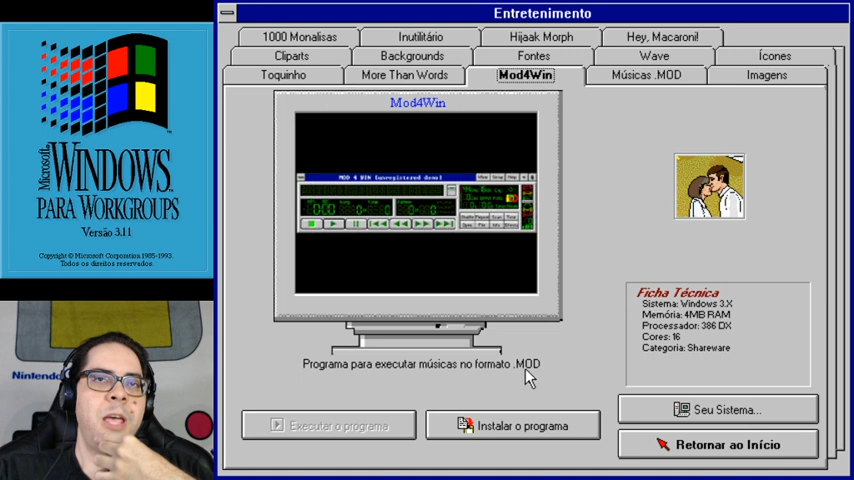 Microsoft®
WINDOWS
PARA WORKGROUPS
Versão 3.11
Copyright © Microsoft Corporation 1985-1993.
Todos os direitos reservados.
Nintendo
Entretenimento
1000 Monalisas
Inutilitário
Hijaak Morph
Hey, Macaroni!
Cliparts
Backgrounds
Fontes
Wave
Ícones
Toquinho
More Than Words
Mod4Win
Músicas .MOD
Imagens
Mod4Win
MOD 4 WIN (unregistered demo)
Programa para executar músicas no formato .MOD
Executar o programa
Instalar o programa
Ficha Técnica
Sistema: Windows 3.X
Memória: 4MB RAM
Processador: 386 DX
Cores: 16
Categoria: Shareware
Seu Sistema...
Retornar ao Início